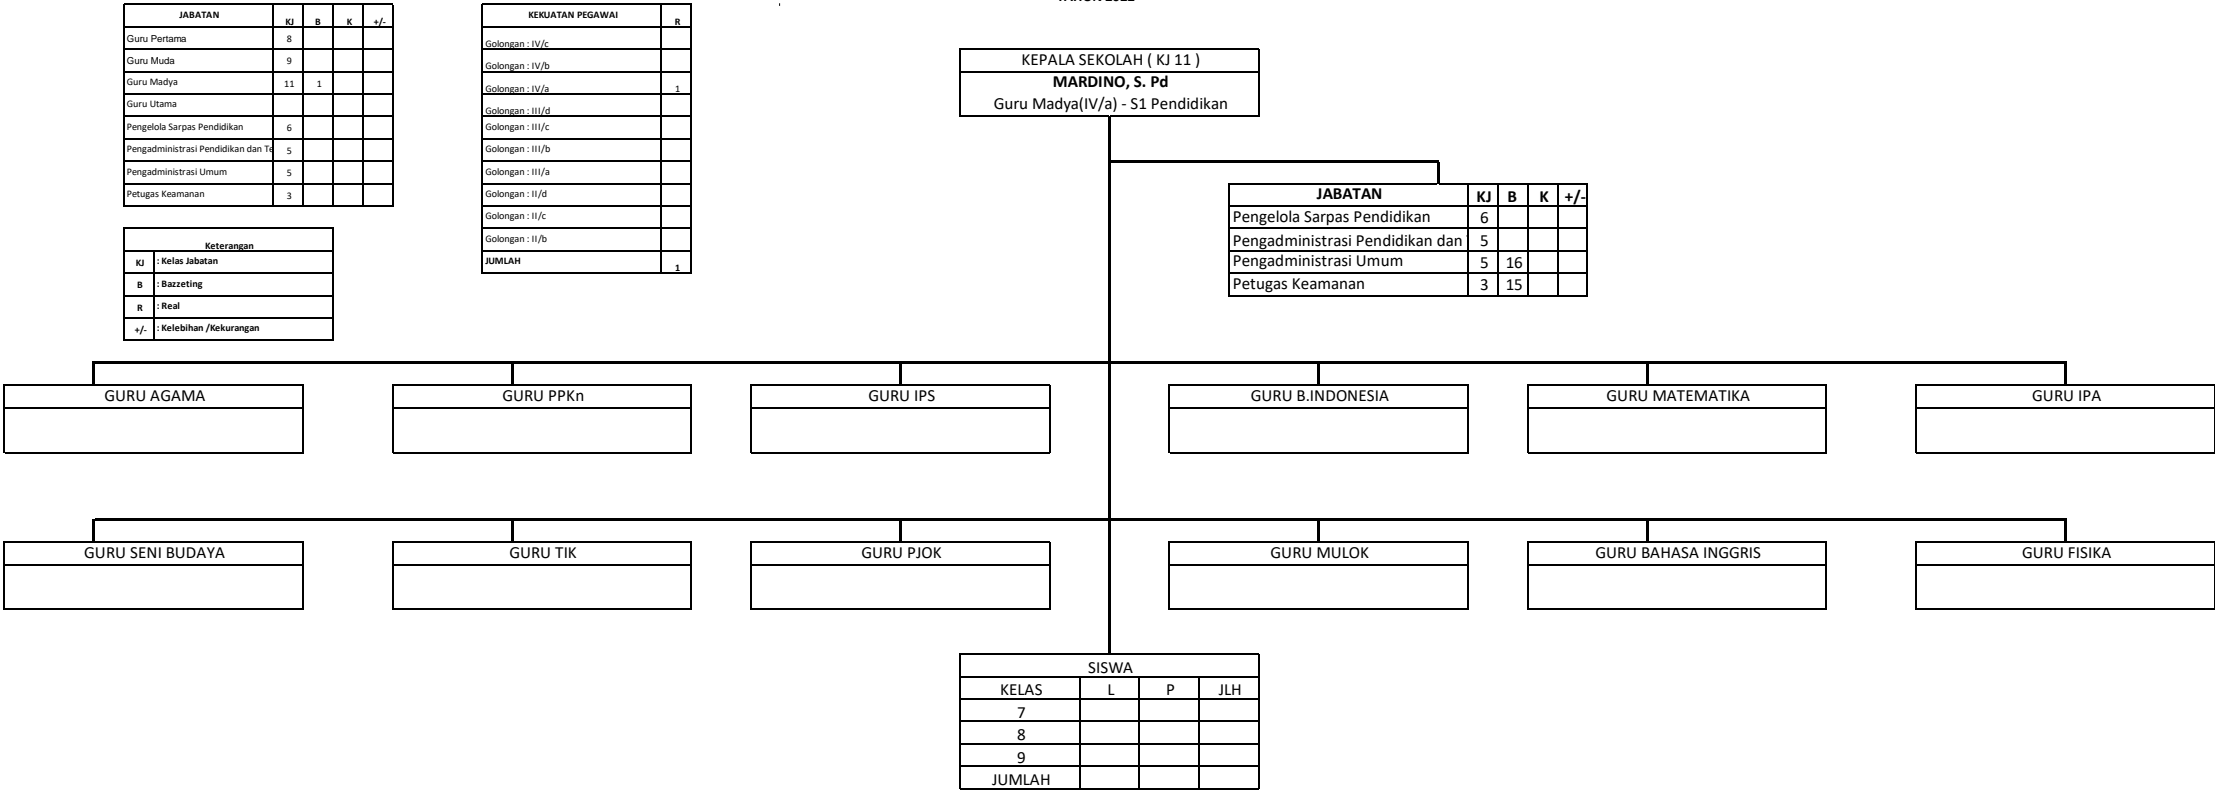 JABATAN KJ B K +/-
Guru Pertama 8
Guru Muda 9
Guru Madya 11 1
Guru Utama
Pengelola Sarpas Pendidikan 6
Pengadministrasi Pendidikan dan Te 5
Pengadministrasi Umum 5
Petugas Keamanan 3
Keterangan
KJ : Kelas Jabatan
B : Bazzeting
R : Real
+/- : Kelebihan /Kekurangan
KEKUATAN PEGAWAI R
Golongan : IV/c
Golongan : IV/b
Golongan : IV/a 1
Golongan : III/d
Golongan : III/c
Golongan : III/b
Golongan : III/a
Golongan : II/d
Golongan : II/c
Golongan : II/b
JUMLAH 1
KEPALA SEKOLAH ( KJ 11 )
MARDINO, S. Pd
Guru Madya(IV/a) - S1 Pendidikan
JABATAN KJ B K +/-
Pengelola Sarpas Pendidikan 6
Pengadministrasi Pendidikan dan 5
Pengadministrasi Umum 5 16
Petugas Keamanan 3 15
GURU AGAMA GURU PPKn GURU IPS GURU B.INDONESIA GURU MATEMATIKA GURU IPA
GURU SENI BUDAYA GURU TIK GURU PJOK GURU MULOK GURU BAHASA INGGRIS GURU FISIKA
SISWA
KELAS L P JLH
7
8
9
JUMLAH